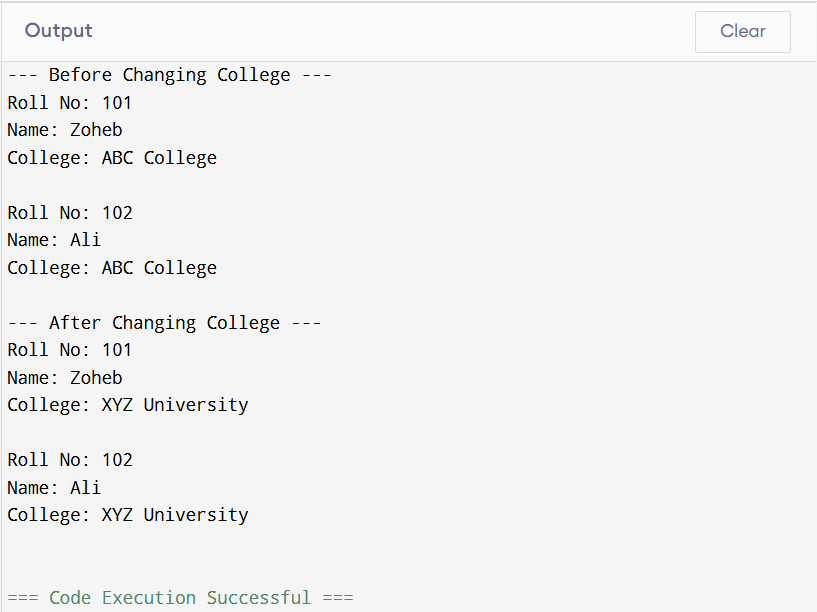 Output
Clear
--- Before Changing College ---
Roll No: 101
Name: Zoheb
College: ABC College
Roll No: 102
Name: Ali
College: ABC College
--- After Changing College ---
Roll No: 101
Name: Zoheb
College: XYZ University
Roll No: 102
Name: Ali
College: XYZ University
=== Code Execution Successful ===